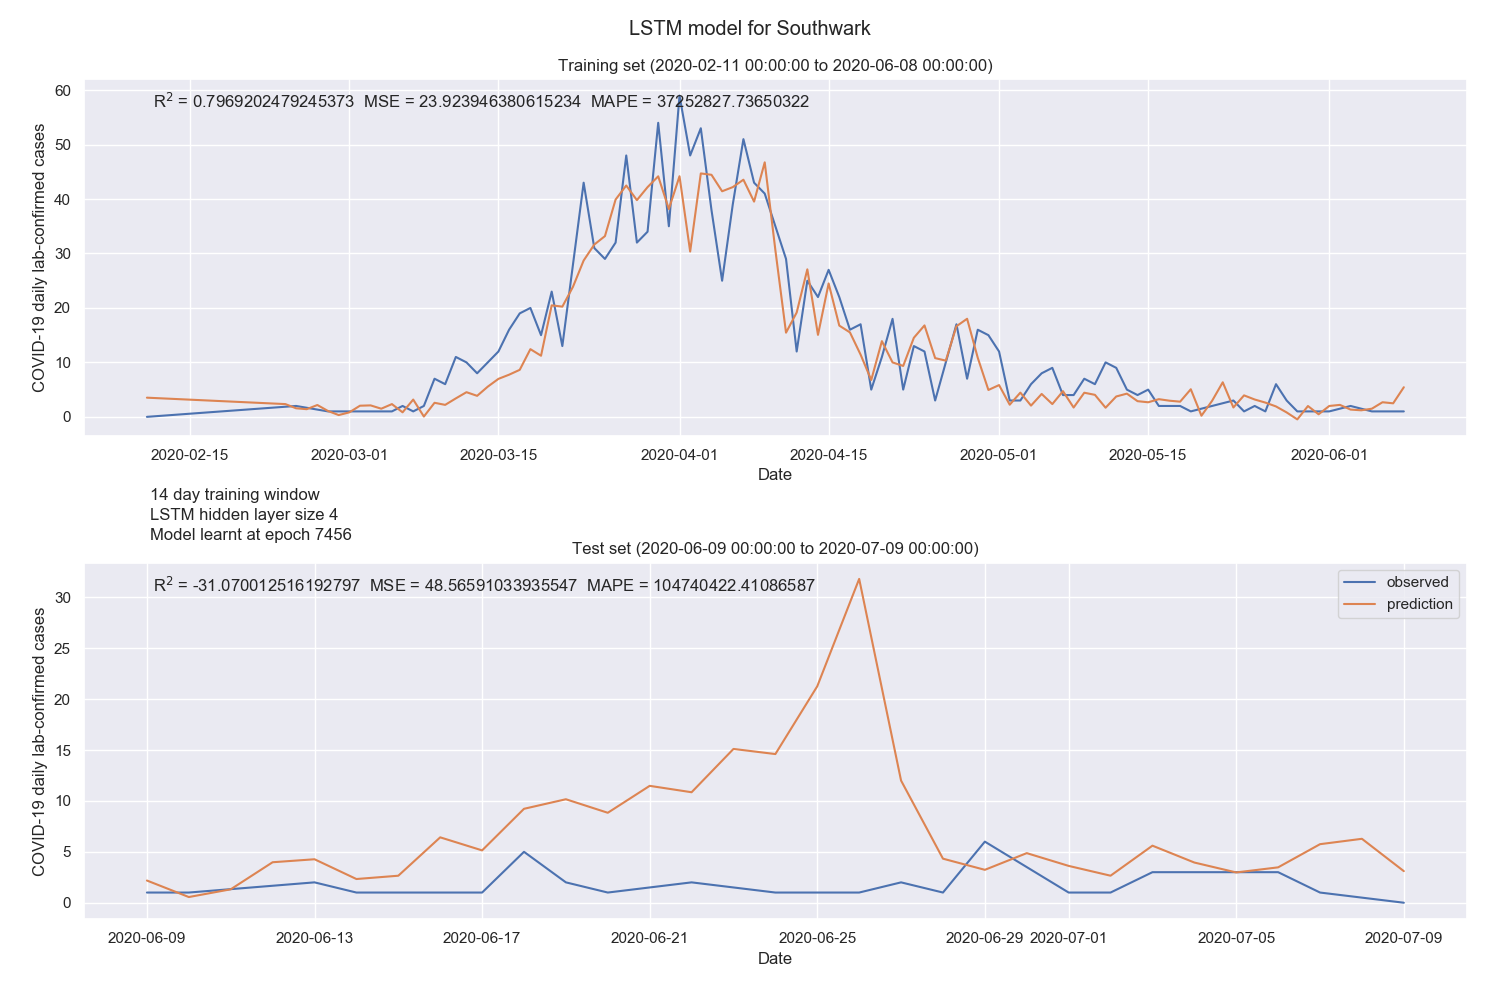 LSTM model for Southwark
Training set (2020-02-11 00:00:00 to 2020-06-08 00:00:00)
R² = 0.7969202479245373 MSE = 23.923946380615234 MAPE = 37252827.73650322
COVID-19 daily lab-confirmed cases
60
50
40
30
20
10
0
2020-02-15 2020-03-01 2020-03-15 2020-04-01 2020-04-15 2020-05-01 2020-05-15 2020-06-01
Date
14 day training window
LSTM hidden layer size 4
Model learnt at epoch 7456
Test set (2020-06-09 00:00:00 to 2020-07-09 00:00:00)
R² = -31.070012516192797 MSE = 48.56591033935547 MAPE = 104740422.41086587
observed
prediction
COVID-19 daily lab-confirmed cases
30
25
20
15
10
5
0
2020-06-09 2020-06-13 2020-06-17 2020-06-21 2020-06-25 2020-06-29 2020-07-01 2020-07-05 2020-07-09
Date